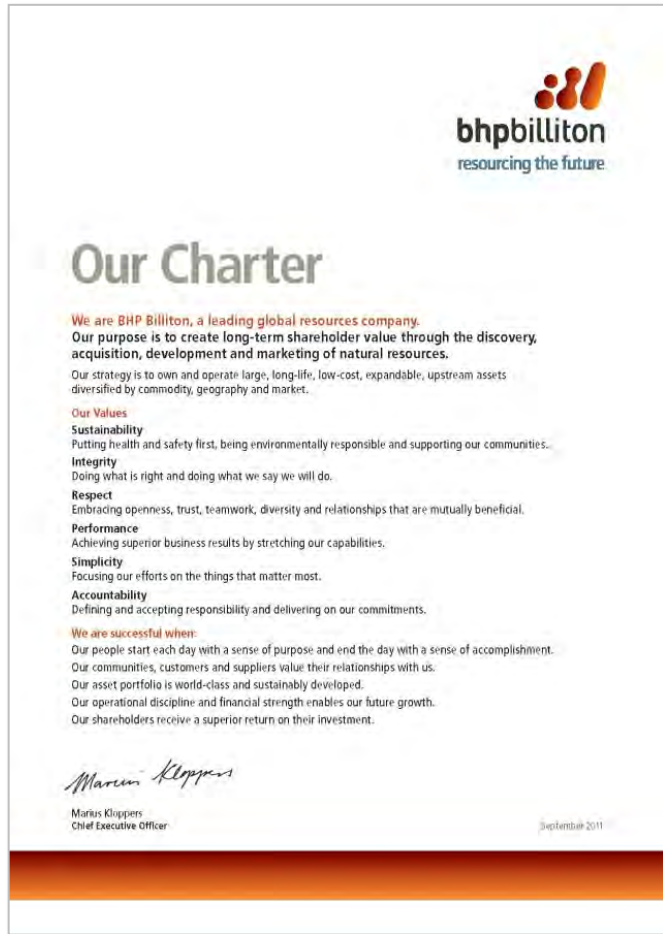 bhpbilliton
resourcing the future
Our Charter
We are BHP Billiton, a leading global resources company.
Our purpose is to create long-term shareholder value through the discovery,
acquisition, development and marketing of natural resources.
Our strategy is to own and operate large, long-life, low-cost, expandable, upstream assets
diversified by commodity, geography and market.
Our Values
Sustainability
Putting health and safety first, being environmentally responsible and supporting our communities.
Integrity
Doing what is right and doing what we say we will do.
Respect
Embracing openness, trust, teamwork, diversity and relationships that are mutually beneficial.
Performance
Achieving superior business results by stretching our capabilities.
Simplicity
Focusing our efforts on the things that matter most.
Accountability
Defining and accepting responsibility and delivering on our commitments.
We are successful when:
Our people start each day with a sense of purpose and end the day with a sense of accomplishment.
Our communities, customers and suppliers value their relationships with us.
Our asset portfolio is world-class and sustainably developed.
Our operational discipline and financial strength enables our future growth.
Our shareholders receive a superior return on their investment.
Marius Kloppers
Marius Kloppers
Chief Executive Officer
September 2011